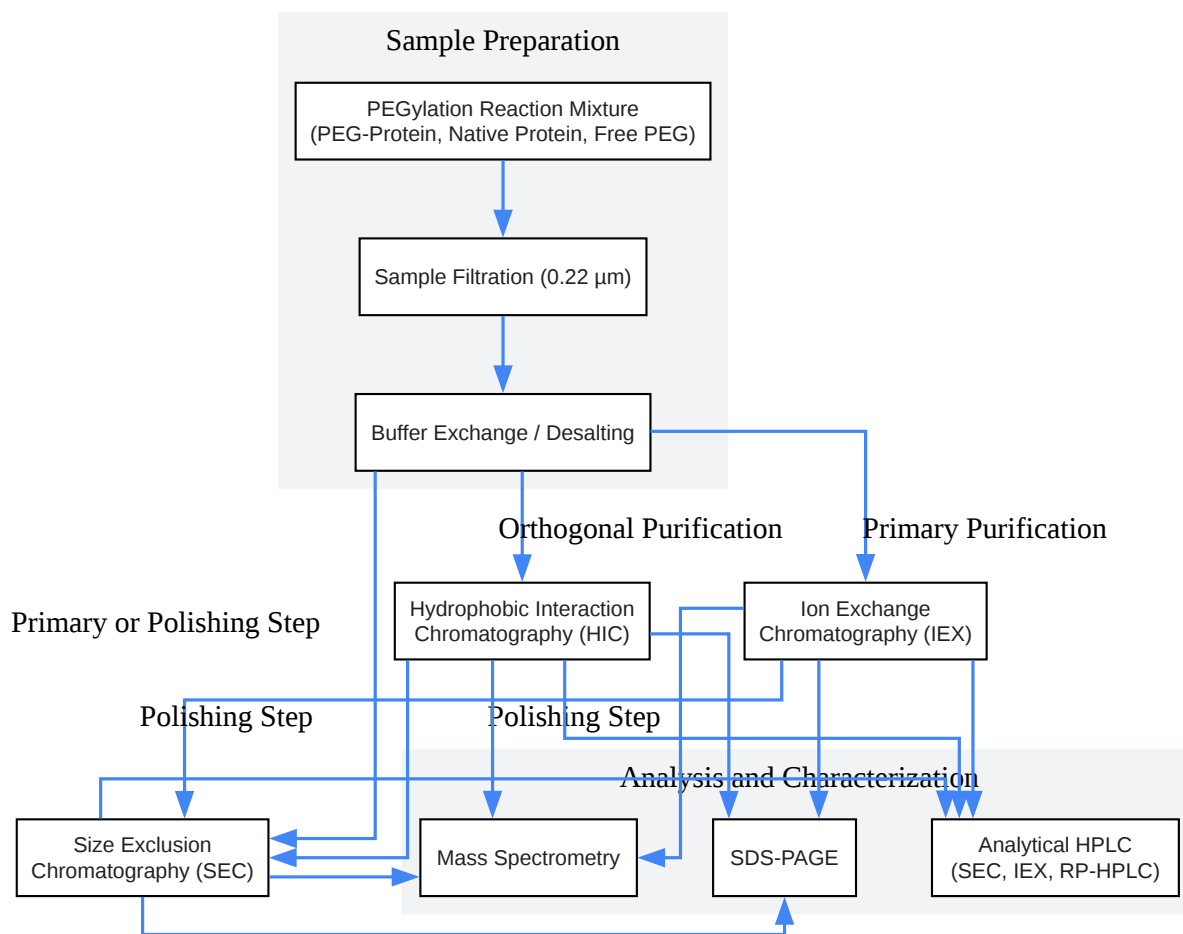 Sample Preparation
PEGylation Reaction Mixture
(PEG-Protein, Native Protein, Free PEG)
Sample Filtration (0.22 µm)
Buffer Exchange / Desalting
Orthogonal Purification
Primary Purification
Hydrophobic Interaction
Chromatography (HIC)
Ion Exchange
Chromatography (IEX)
Primary or Polishing Step
Polishing Step
Polishing Step
Analysis and Characterization
Size Exclusion
Chromatography (SEC)
Mass Spectrometry
SDS-PAGE
Analytical HPLC
(SEC, IEX, RP-HPLC)